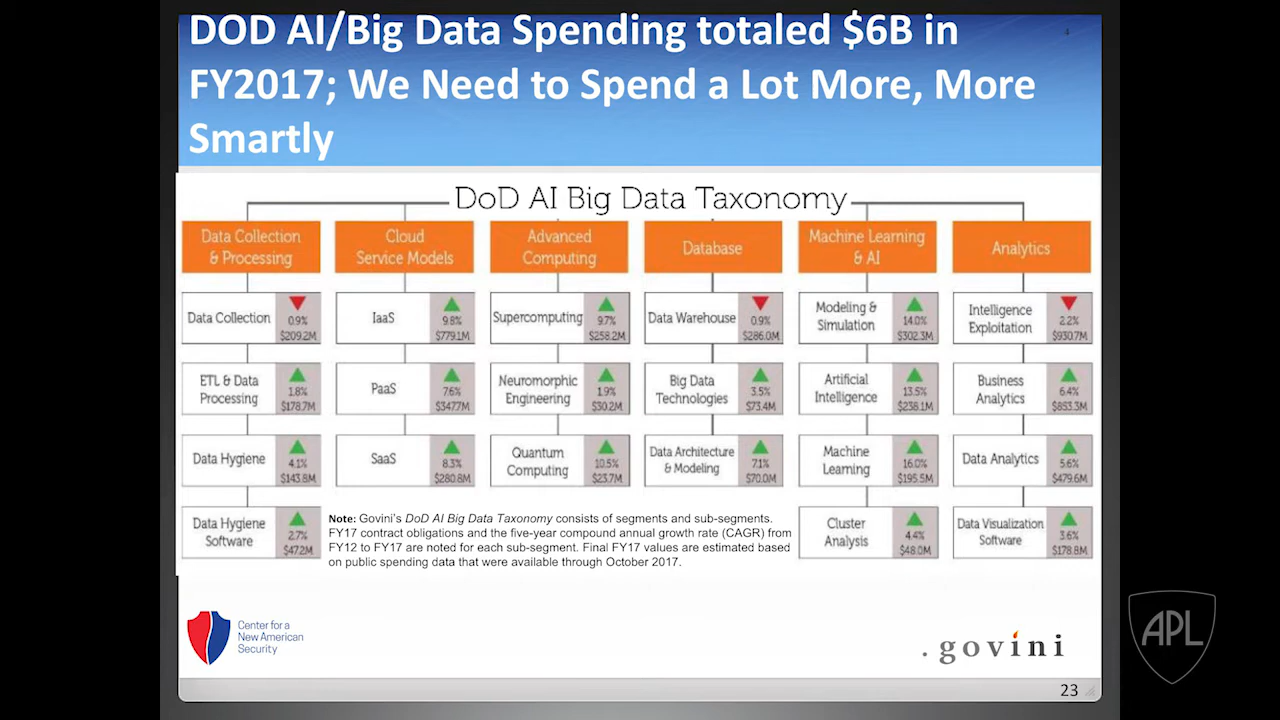 DOD AI/Big Data Spending totaled $6B in
FY2017; We Need to Spend a Lot More, More
Smartly
DoD AI Big Data Taxonomy
Data Collection
& Processing
Data Collection
0.9%
$209.2M
ETL & Data
Processing
1.8%
$178.7M
Data Hygiene
4.1%
$143.8M
Data Hygiene
Software
2.7%
$47.2M
Cloud
Service Models
IaaS
9.8%
$779.1M
PaaS
7.6%
$347.7M
SaaS
8.3%
$280.8M
Advanced
Computing
Supercomputing
9.7%
$258.2M
Neuromorphic
Engineering
1.9%
$30.2M
Quantum
Computing
10.5%
$23.7M
Database
Data Warehouse
0.9%
$286.0M
Big Data
Technologies
3.5%
$73.4M
Data Architecture
& Modeling
7.1%
$70.0M
Machine Learning
& AI
Modeling &
Simulation
14.0%
$302.3M
Artificial
Intelligence
13.5%
$238.1M
Machine
Learning
16.0%
$195.5M
Cluster
Analysis
4.4%
$48.0M
Analytics
Intelligence
Exploitation
2.2%
$930.7M
Business
Analytics
6.4%
$853.3M
Data Analytics
5.6%
$479.6M
Data Visualization
Software
3.6%
$178.8M
Note: Govini's DoD AI Big Data Taxonomy consists of segments and sub-segments.
FY17 contract obligations and the five-year compound annual growth rate (CAGR) from
FY12 to FY17 are noted for each sub-segment. Final FY17 values are estimated based
on public spending data that were available through October 2017.
Center for a
New American
Security
.govini
APL
23